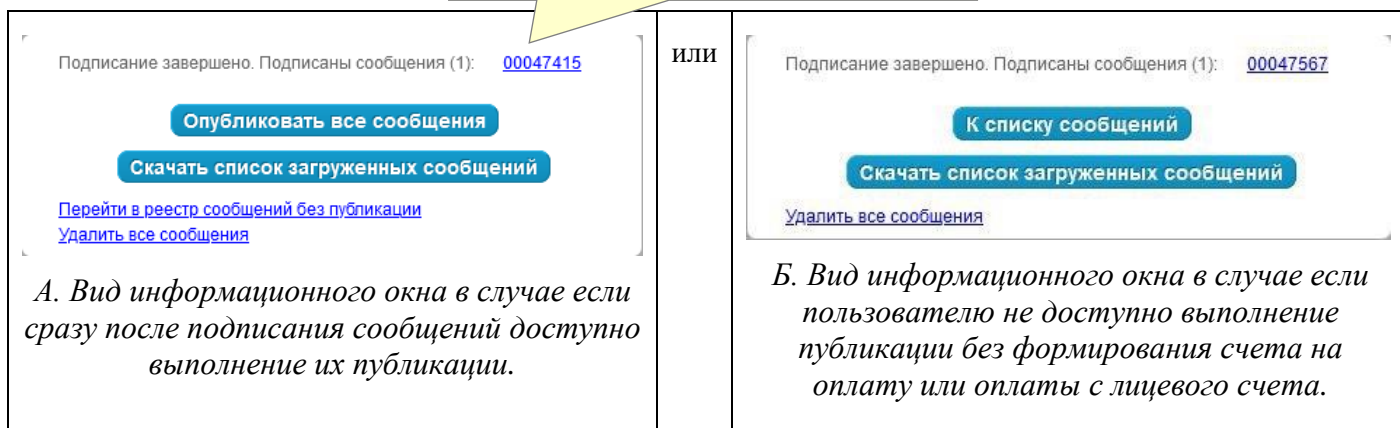 Подписание завершено. Подписаны сообщения (1): 00047415
Опубликовать все сообщения
Скачать список загруженных сообщений
Перейти в реестр сообщений без публикации
Удалить все сообщения
А. Вид информационного окна в случае если
сразу после подписания сообщений доступно
выполнение их публикации.
или
Подписание завершено. Подписаны сообщения (1): 00047567
К списку сообщений
Скачать список загруженных сообщений
Удалить все сообщения
Б. Вид информационного окна в случае если
пользователю не доступно выполнение
публикации без формирования счета на
оплату или оплаты с лицевого счета.